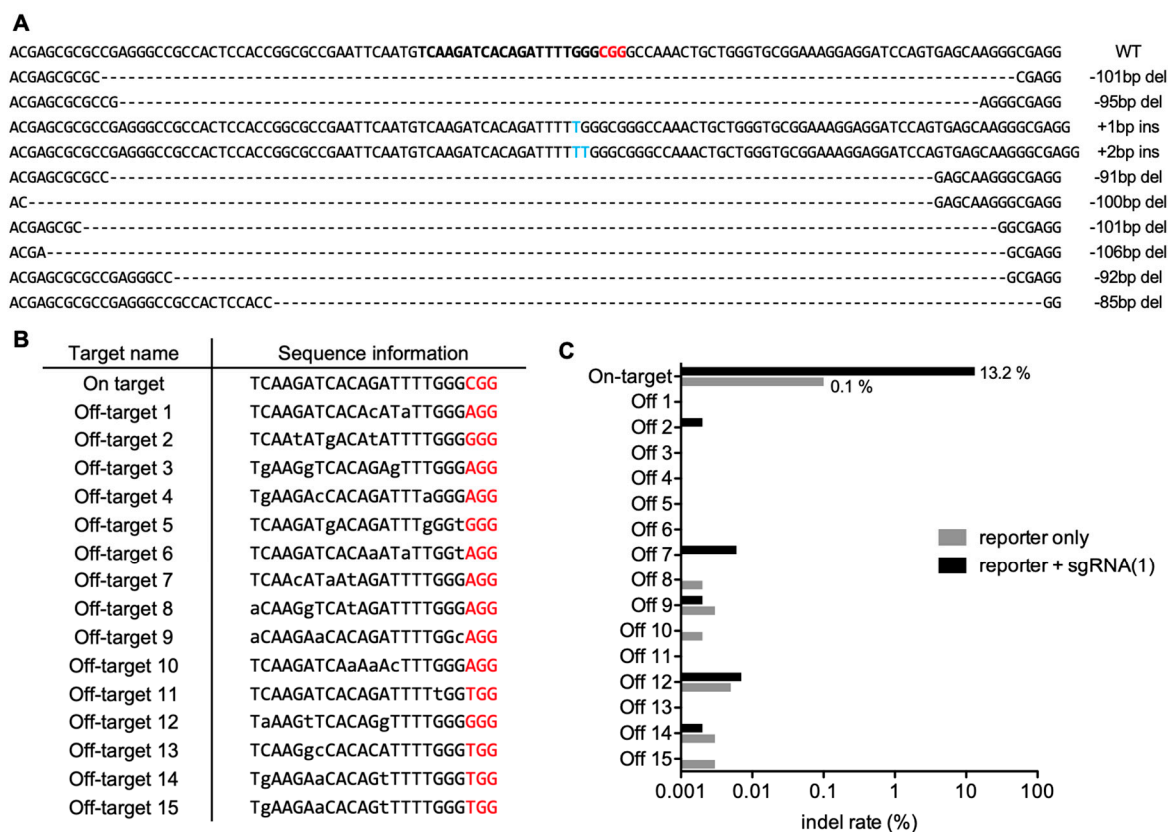 A
ACGAGCGCGCCGAGGGCCGCCACTCCACCGGCGCCGAATTCAATGTCAAGATCACAGATTTTGGGCGGGCCAAACTGCTGGGTGCGGAAAGGAGGATCCAGTGAGCAAGGGCGAGG WT
ACGAGCGCGC-----------------------------------------------------------------------------------------------------CGAGG -101bp del
ACGAGCGCGCCG-----------------------------------------------------------------------------------------------AGGGCGAGG -95bp del
ACGAGCGCGCCGAGGGCCGCCACTCCACCGGCGCCGAATTCAATGTCAAGATCACAGATTTTTGGGCGGGCCAAACTGCTGGGTGCGGAAAGGAGGATCCAGTGAGCAAGGGCGAGG +1bp ins
ACGAGCGCGCCGAGGGCCGCCACTCCACCGGCGCCGAATTCAATGTCAAGATCACAGATTTTTTGGGCGGGCCAAACTGCTGGGTGCGGAAAGGAGGATCCAGTGAGCAAGGGCGAGG +2bp ins
ACGAGCGCGCC-------------------------------------------------------------------------------------------GAGCAAGGGCGAGG -91bp del
AC----------------------------------------------------------------------------------------------------GAGCAAGGGCGAGG -100bp del
ACGAGCGC-----------------------------------------------------------------------------------------------------GGCGAGG -101bp del
ACGA----------------------------------------------------------------------------------------------------------GCGAGG -106bp del
ACGAGCGCGCCGAGGGCC--------------------------------------------------------------------------------------------GCGAGG -92bp del
ACGAGCGCGCCGAGGGCCGCCACTCCACC-------------------------------------------------------------------------------------GG -85bp del
B
Target name Sequence information
On target TCAAGATCACAGATTTTGGGCGG
Off-target 1 TCAAGATCACAcATaTTGGGAGG
Off-target 2 TCAAtATgACAtATTTTGGGGGG
Off-target 3 TgAAGgTCACAGAgTTTGGGAGG
Off-target 4 TgAAGAcCACAGATTTaGGGAGG
Off-target 5 TCAAGATgACAGATTTgGGtGGG
Off-target 6 TCAAGATCACAaATaTTGGtAGG
Off-target 7 TCAAcATaAtAGATTTTGGGAGG
Off-target 8 aCAAGgTCAtAGATTTTGGGAGG
Off-target 9 aCAAGAaCACAGATTTTGGcAGG
Off-target 10 TCAAGATCAaAaAcTTTGGGAGG
Off-target 11 TCAAGATCACAGATTTTtGGTGG
Off-target 12 TaAAGtTCACAGgTTTTGGGGGG
Off-target 13 TCAAGgcCACACATTTTGGGTGG
Off-target 14 TgAAGAaCACAGtTTTTGGGTGG
Off-target 15 TgAAGAaCACAGtTTTTGGGTGG
C
On-target
13.2 %
0.1 %
Off 1
Off 2
Off 3
Off 4
Off 5
Off 6
Off 7
Off 8
Off 9
Off 10
Off 11
Off 12
Off 13
Off 14
Off 15
reporter only
reporter + sgRNA(1)
0.001 0.01 0.1 1 10 100
indel rate (%)